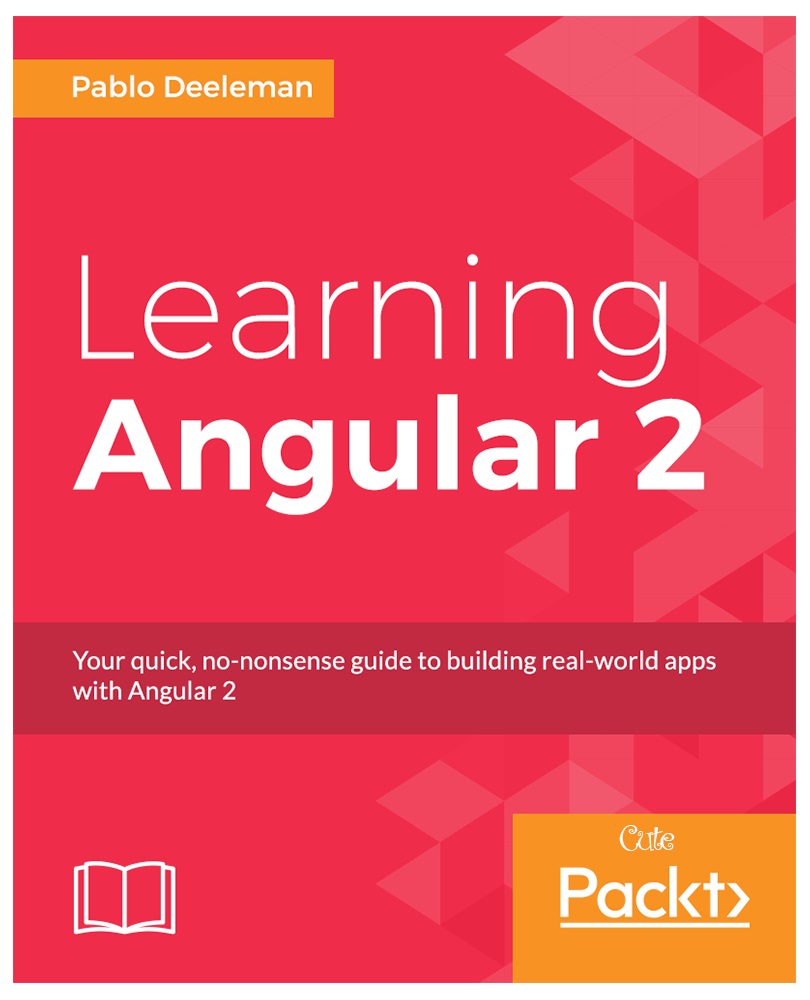 Pablo Deeleman
Learning
Angular 2
Your quick, no-nonsense guide to building real-world apps
with Angular 2
Cute
Packt>